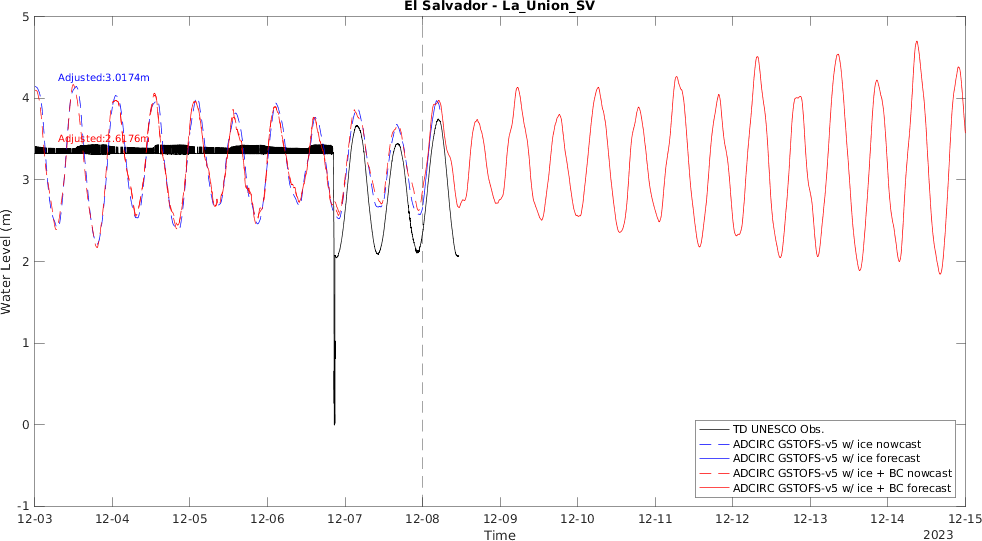 El Salvador - La_Union_SV
5
4
3
2
1
0
-1
Water Level (m)
Adjusted:3.0174m
Adjusted:2.6176m
TD UNESCO Obs.
ADCIRC GSTOFS-v5 w/ ice nowcast
ADCIRC GSTOFS-v5 w/ ice forecast
ADCIRC GSTOFS-v5 w/ ice + BC nowcast
ADCIRC GSTOFS-v5 w/ ice + BC forecast
12-03 12-04 12-05 12-06 12-07 12-08 12-09 12-10 12-11 12-12 12-13 12-14 12-15
Time
2023